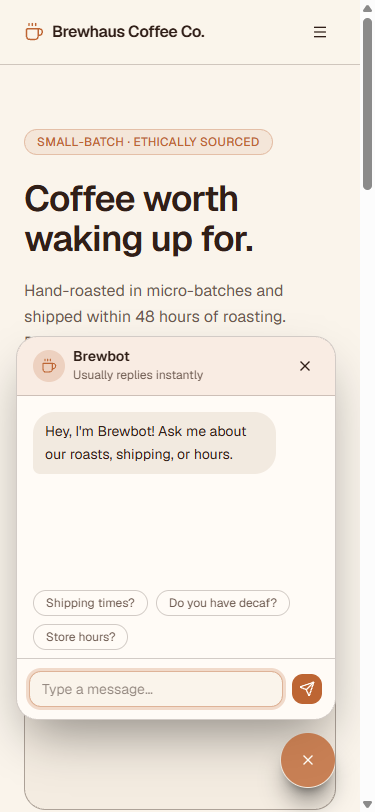 Brewhaus Coffee Co.
SMALL-BATCH · ETHICALLY SOURCED
Coffee worth
waking up for.
Hand-roasted in micro-batches and
shipped within 48 hours of roasting.
Brewbot
Usually replies instantly
Hey, I'm Brewbot! Ask me about
our roasts, shipping, or hours.
Shipping times?
Do you have decaf?
Store hours?
Type a message...